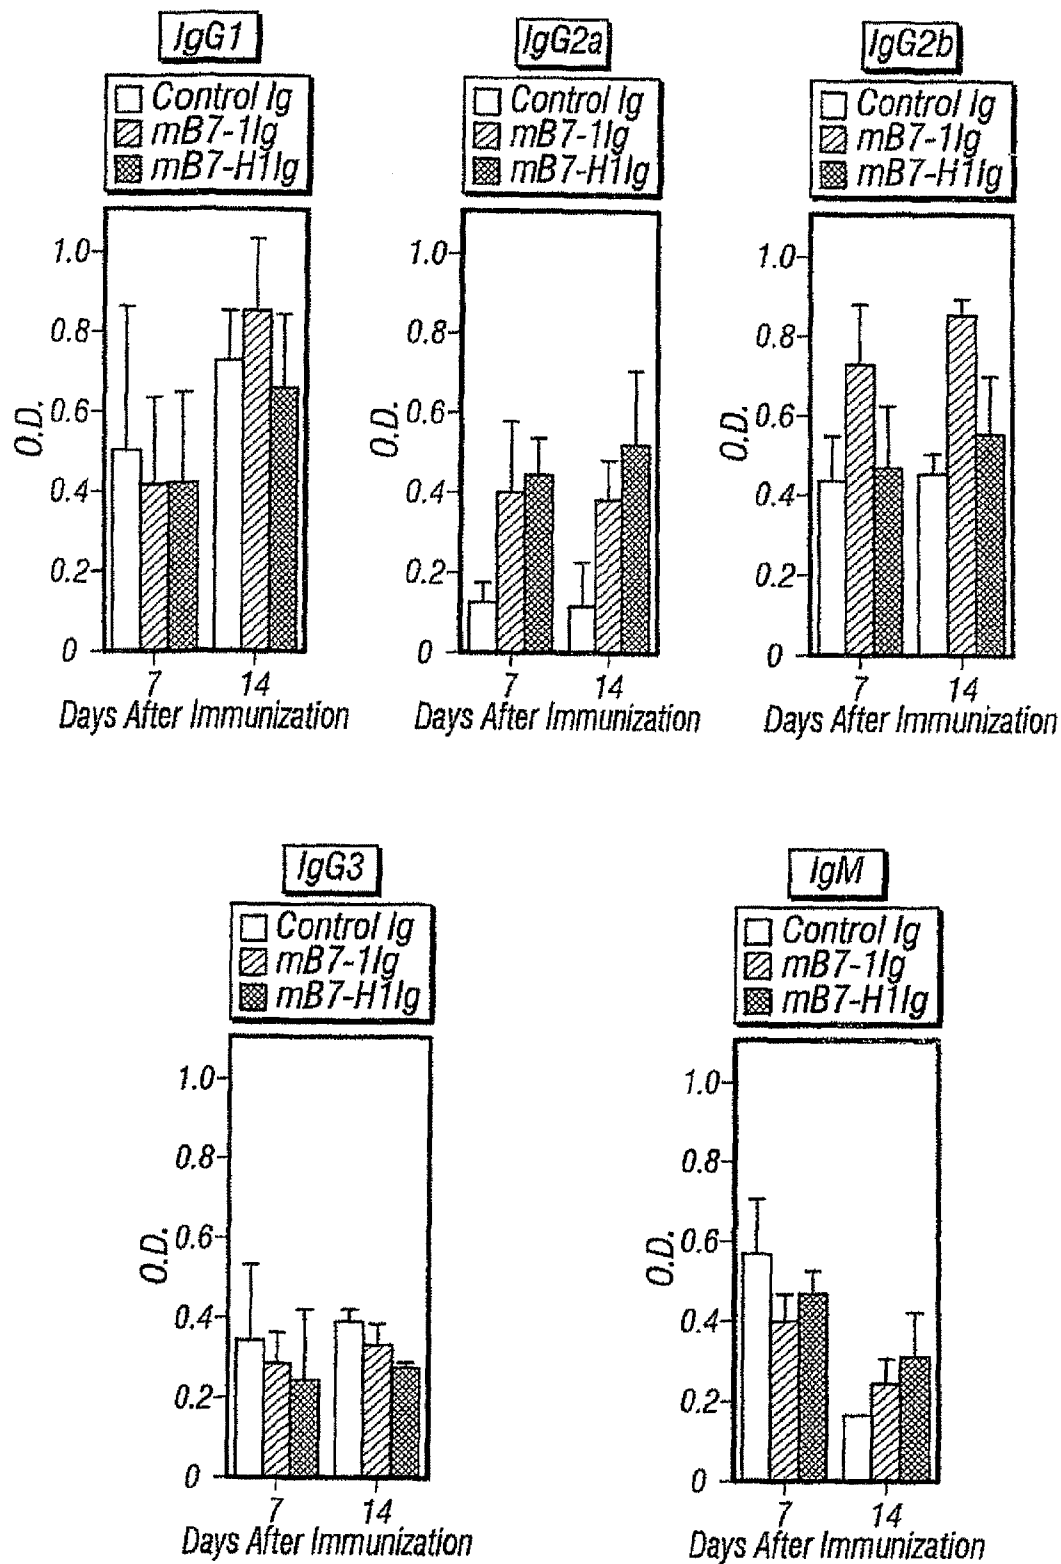 IgG1
Control Ig
mB7-1Ig
mB7-H1Ig
1.0
0.8
0.6
0.4
0.2
0
O.D.
7 14
Days After Immunization
IgG2a
Control Ig
mB7-1Ig
mB7-H1Ig
1.0
0.8
0.6
0.4
0.2
0
O.D.
7 14
Days After Immunization
IgG2b
Control Ig
mB7-1Ig
mB7-H1Ig
1.0
0.8
0.6
0.4
0.2
0
O.D.
7 14
Days After Immunization
IgG3
Control Ig
mB7-1Ig
mB7-H1Ig
1.0
0.8
0.6
0.4
0.2
0
O.D.
7 14
Days After Immunization
IgM
Control Ig
mB7-1Ig
mB7-H1Ig
1.0
0.8
0.6
0.4
0.2
0
O.D.
7 14
Days After Immunization